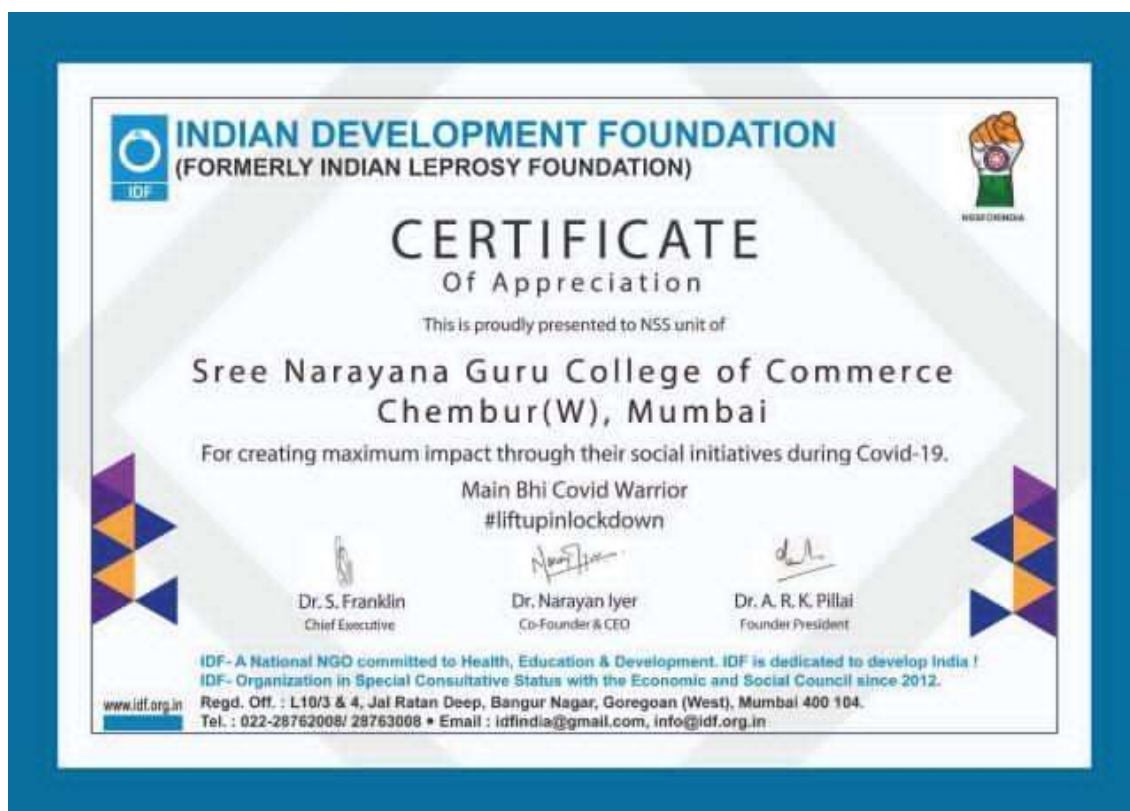 INDIAN DEVELOPMENT FOUNDATION
(FORMERLY INDIAN LEPROSY FOUNDATION)
IDF
NSSFORINDIA
CERTIFICATE
Of Appreciation
This is proudly presented to NSS unit of
Sree Narayana Guru College of Commerce
Chembur(W), Mumbai
For creating maximum impact through their social initiatives during Covid-19.
Main Bhi Covid Warrior
#liftupinlockdown
Dr. S. Franklin
Chief Executive
Dr. Narayan Iyer
Co-Founder & CEO
Dr. A. R. K. Pillai
Founder President
IDF- A National NGO committed to Health, Education & Development. IDF is dedicated to develop India !
IDF- Organization in Special Consultative Status with the Economic and Social Council since 2012.
www.idf.org.in
Regd. Off. : L10/3 & 4, Jai Ratan Deep, Bangur Nagar, Goregoan (West), Mumbai 400 104.
Tel. : 022-28762008/ 28763008 • Email : idfindia@gmail.com, info@idf.org.in